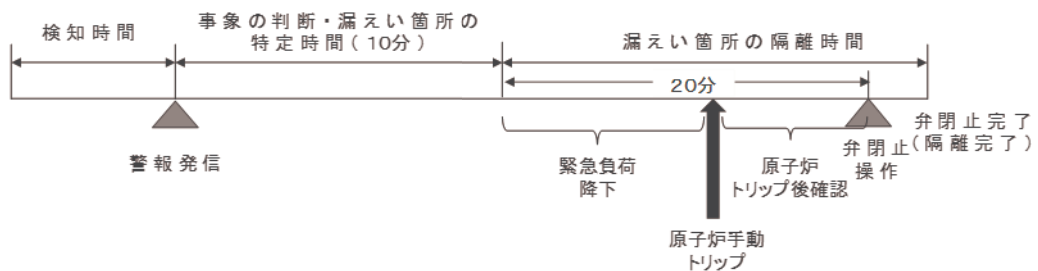 検知時間
事象の判断・漏えい箇所の
特定時間(10分)
漏えい箇所の隔離時間
20分
警報発信
緊急負荷
降下
原子炉手動
トリップ
原子炉
トリップ後確認
弁閉止
操作
弁閉止完了
(隔離完了)